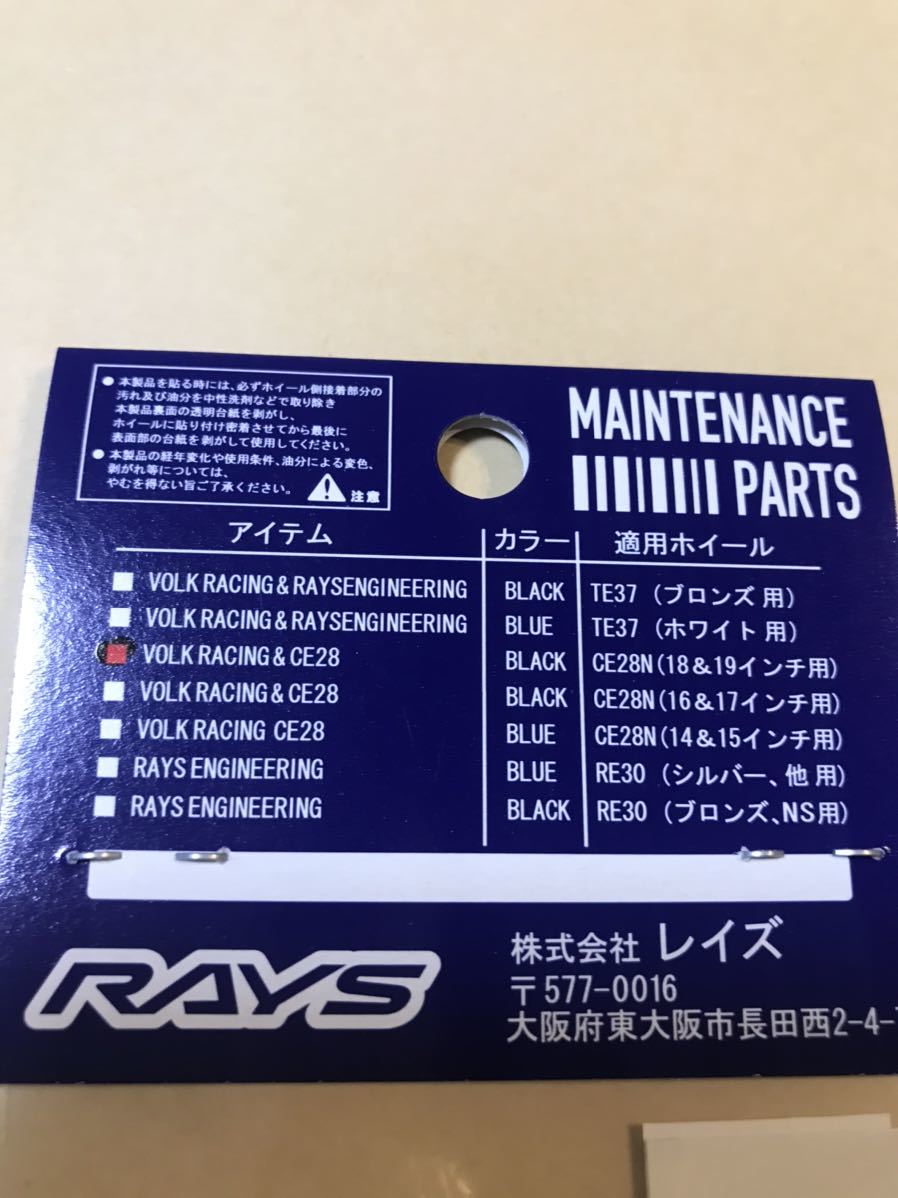 ● 本製品を貼る時には、必ずホイール側接着部分の
汚れ及び油分を中性洗剤などで取り除き
本製品裏面の透明台紙を剥がし、
ホイールに貼り付け密着させてから最後に
表面部の台紙を剥がして使用してください。
● 本製品の経年変化や使用条件、油分による変色、
剥がれ等については、
やむを得ない旨ご了承ください。 注意
MAINTENANCE
PARTS
アイテム カラー 適用ホイール
VOLK RACING & RAYSENGINEERING BLACK TE37 (ブロンズ 用)
VOLK RACING & RAYSENGINEERING BLUE TE37 (ホワイト 用)
VOLK RACING & CE28 BLACK CE28N(18&19インチ用)
VOLK RACING & CE28 BLACK CE28N(16&17インチ用)
VOLK RACING CE28 BLUE CE28N(14&15インチ用)
RAYS ENGINEERING BLUE RE30 (シルバー、他 用)
RAYS ENGINEERING BLACK RE30 (ブロンズ、NS用)
RAYS
株式会社 レイズ
〒577-0016
大阪府東大阪市長田西2-4-